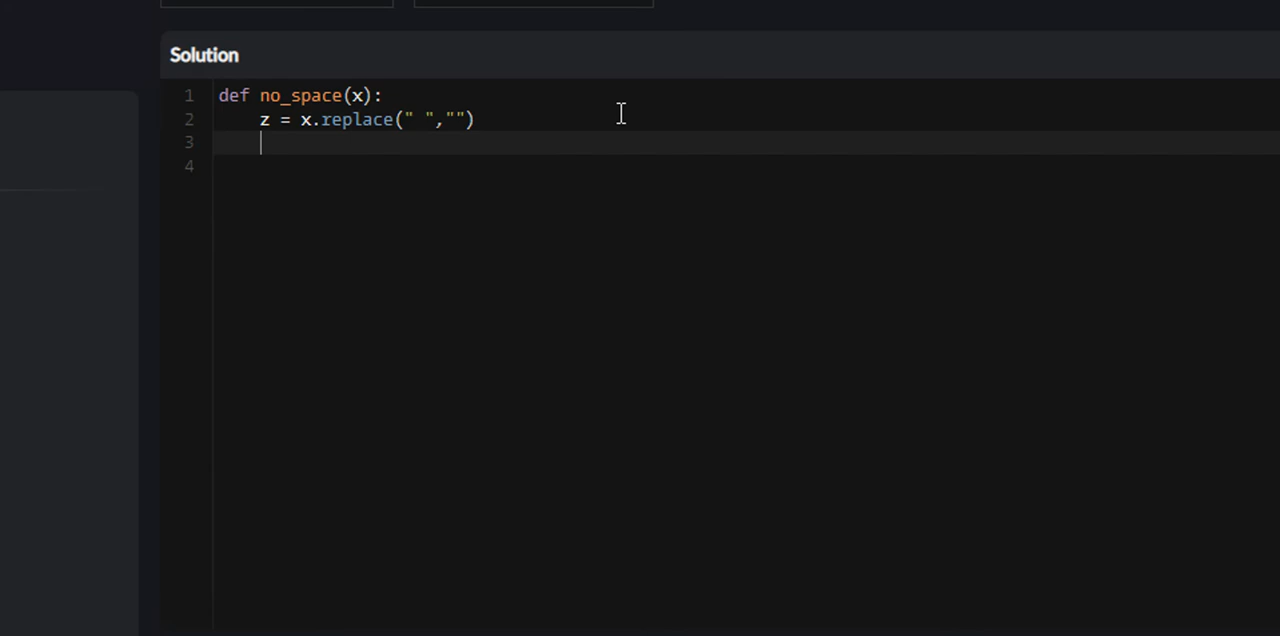 Solution
1 def no_space(x):
2     z = x.replace(" ","")
3
4